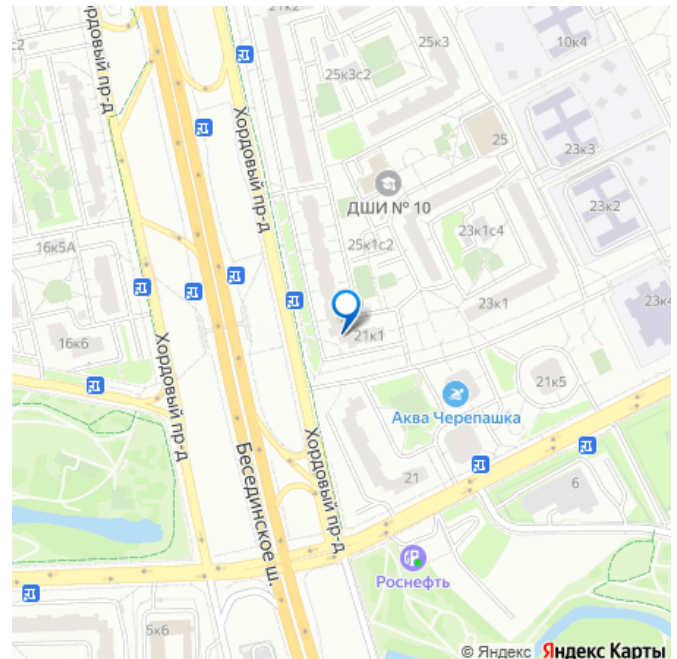 21к2
25к3
10к4
Хордовый пр-д
25к3с2
Хордовый пр-д
25
23к3
ДШИ № 10
23к2
16к5А
25к1с2
23к1с4
23к4
23к1
21к1
16к6
Хордовый пр-д
21к5
Аква Черепашка
Бесединское ш.
Хордовый пр-д
21
6
Роснефть
5к6
© Яндекс Яндекс Карты